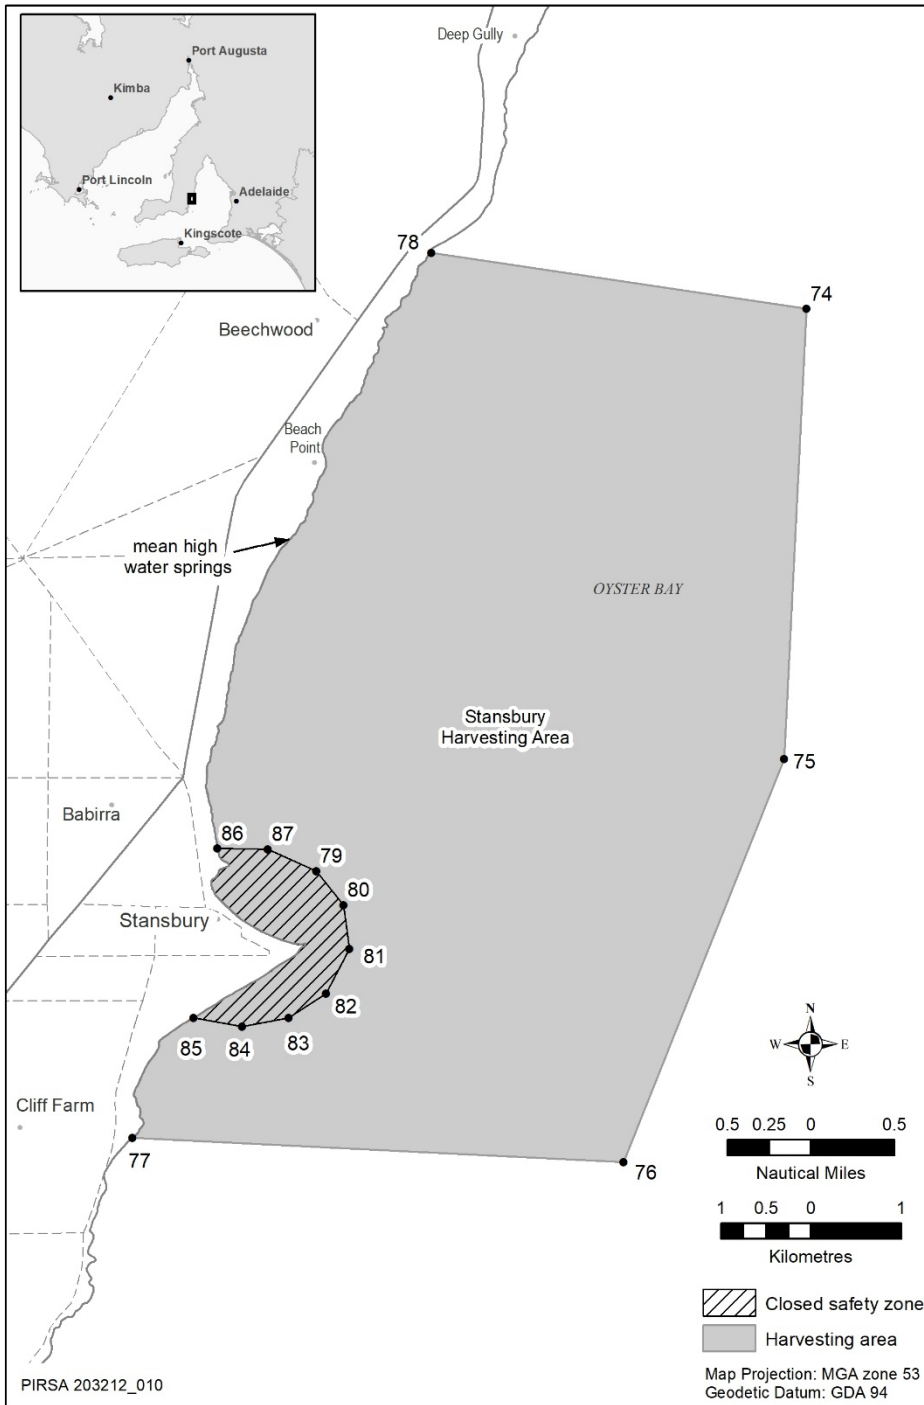 Deep Gully
Port Augusta
Kimba
Port Lincoln
Adelaide
Kingscote
78
74
Beechwood
Beach
Point
mean high
water springs
OYSTER BAY
Stansbury
Harvesting Area
75
Babirra
86
87
79
80
Stansbury
81
82
85
84
83
N
W
E
S
Cliff Farm
77
76
0.5 0.25 0 0.5
Nautical Miles
1 0.5 0 1
Kilometres
Closed safety zone
Harvesting area
PIRSA 203212_010
Map Projection: MGA zone 53
Geodetic Datum: GDA 94